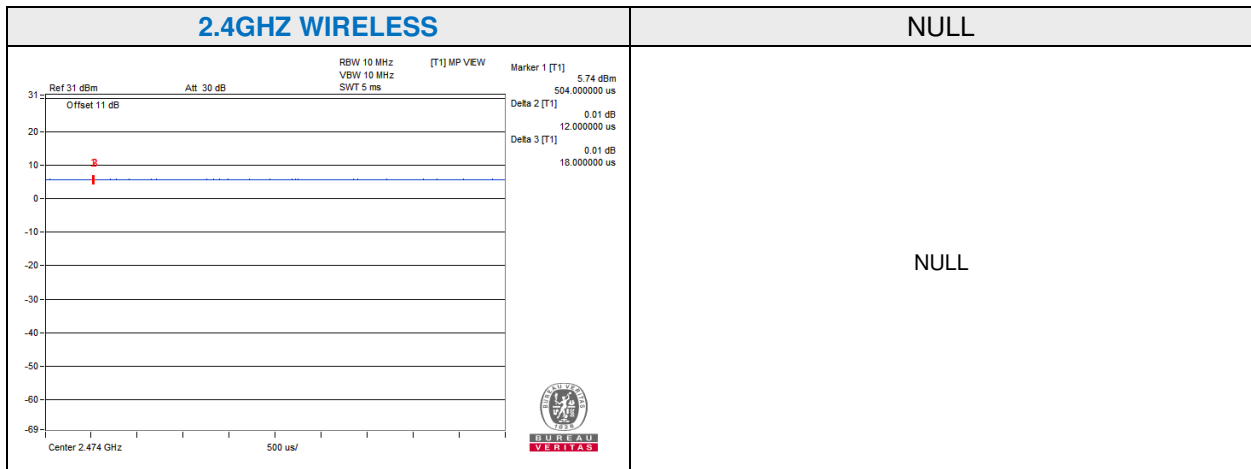 2.4GHZ WIRELESS
NULL
RBW 10 MHz
[T1] MP VIEW
VBW 10 MHz
Ref 31 dBm
Att 30 dB
SWT 5 ms
Marker 1 [T1]
5.74 dBm
504.000000 us
Delta 2 [T1]
0.01 dB
12.000000 us
Delta 3 [T1]
0.01 dB
18.000000 us
31
Offset 11 dB
20
10
0
-10
-20
-30
-40
-50
-60
-69
Center 2.474 GHz
500 us/
BUREAU VERITAS
1828
BUREAU
VERITAS
NULL